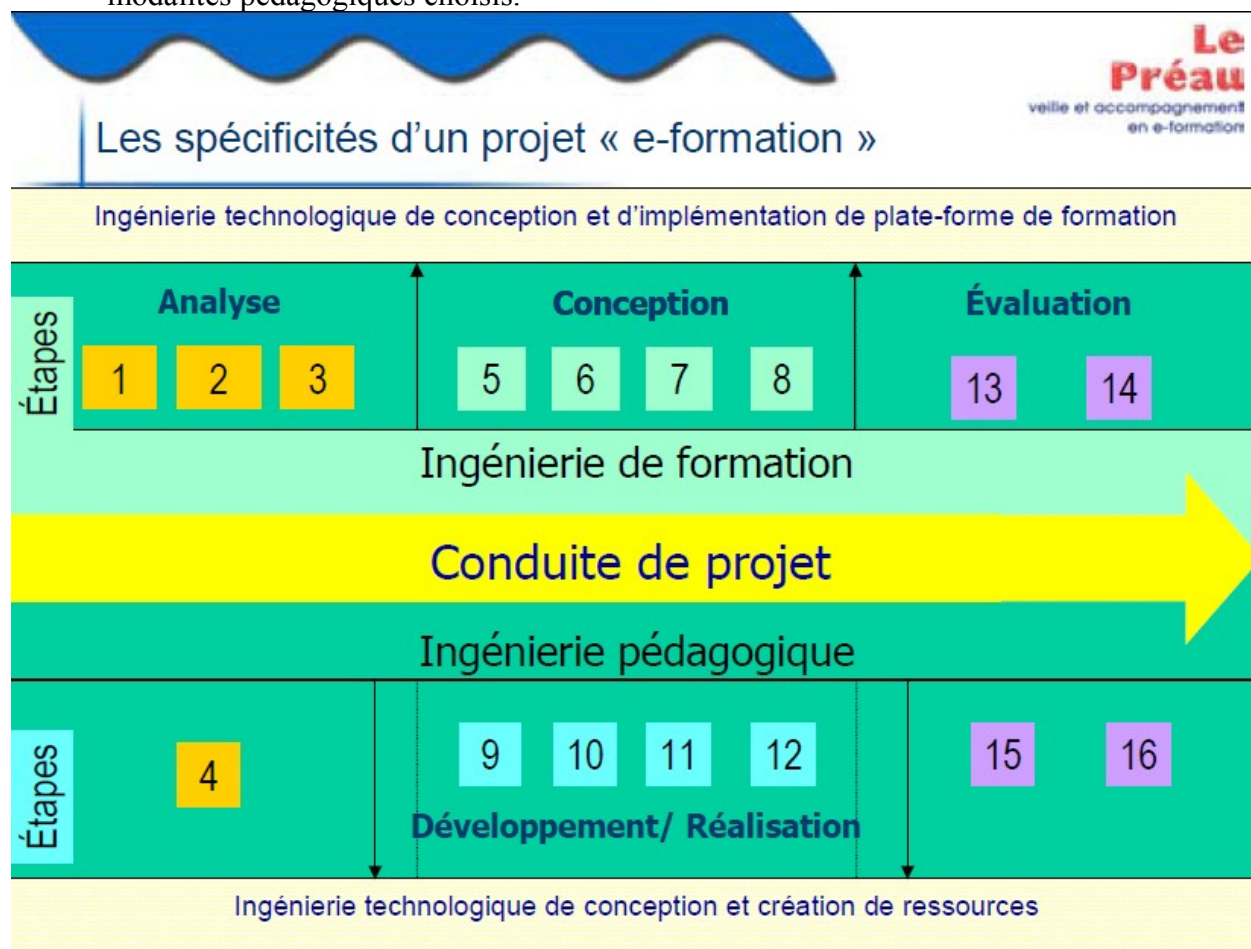 modalités pédagogiques choisis.
Le
Préau
veille et accompagnement
en e-formation
Les spécificités d'un projet « e-formation »
Ingénierie technologique de conception et d'implémentation de plate-forme de formation
Étapes
Analyse
Conception
Évaluation
1 2 3
5 6 7 8
13 14
Ingénierie de formation
Conduite de projet
Ingénierie pédagogique
Étapes
4
9 10 11 12
15 16
Développement/ Réalisation
Ingénierie technologique de conception et création de ressources